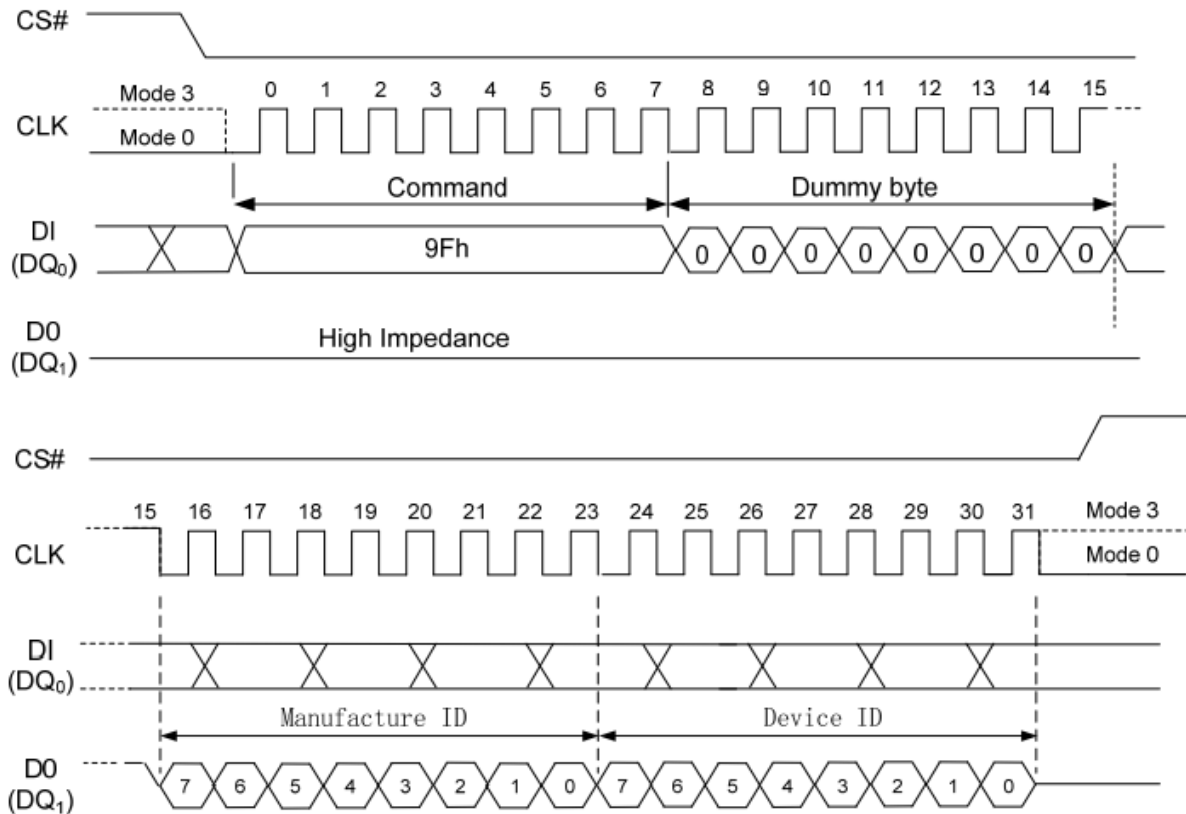 CS#
Mode 3
0 1 2 3 4 5 6 7 8 9 10 11 12 13 14 15
CLK
Mode 0
Command Dummy byte
DI
(DQ0)
9Fh 0 0 0 0 0 0 0 0
D0
(DQ1)
High Impedance
CS#
15 16 17 18 19 20 21 22 23 24 25 26 27 28 29 30 31 Mode 3
CLK
Mode 0
DI
(DQ0)
Manufacture ID Device ID
D0
(DQ1)
7 6 5 4 3 2 1 0 7 6 5 4 3 2 1 0